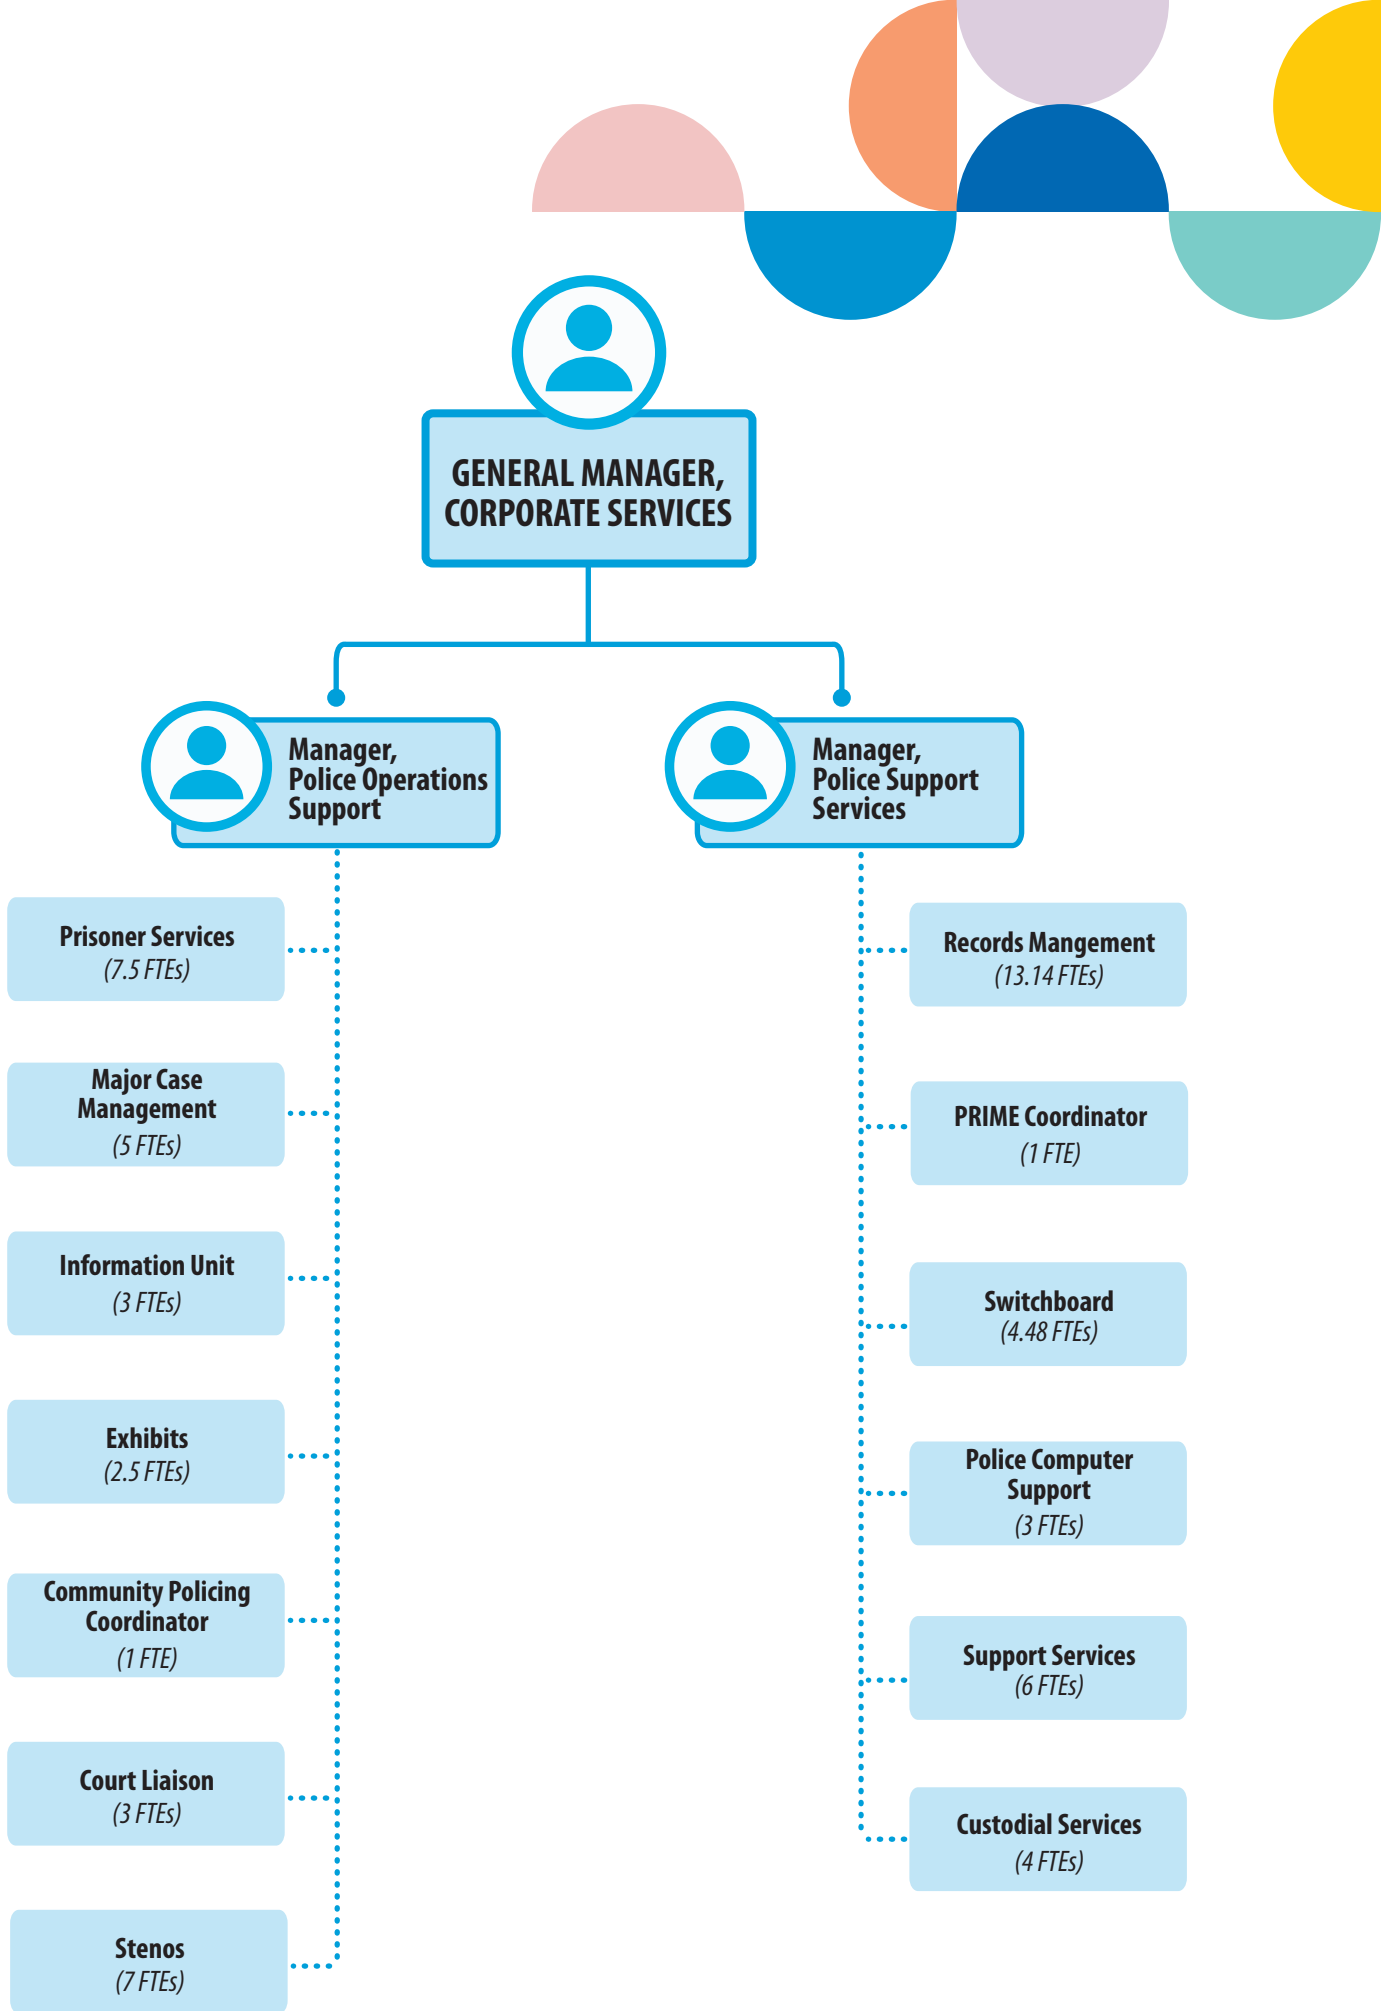 GENERAL MANAGER,
CORPORATE SERVICES
Manager,
Police Operations
Support
Manager,
Police Support
Services
Prisoner Services
(7.5 FTEs)
Major Case
Management
(5 FTEs)
Information Unit
(3 FTEs)
Exhibits
(2.5 FTEs)
Community Policing
Coordinator
(1 FTE)
Court Liaison
(3 FTEs)
Stenos
(7 FTEs)
Records Mangement
(13.14 FTEs)
PRIME Coordinator
(1 FTE)
Switchboard
(4.48 FTEs)
Police Computer
Support
(3 FTEs)
Support Services
(6 FTEs)
Custodial Services
(4 FTEs)